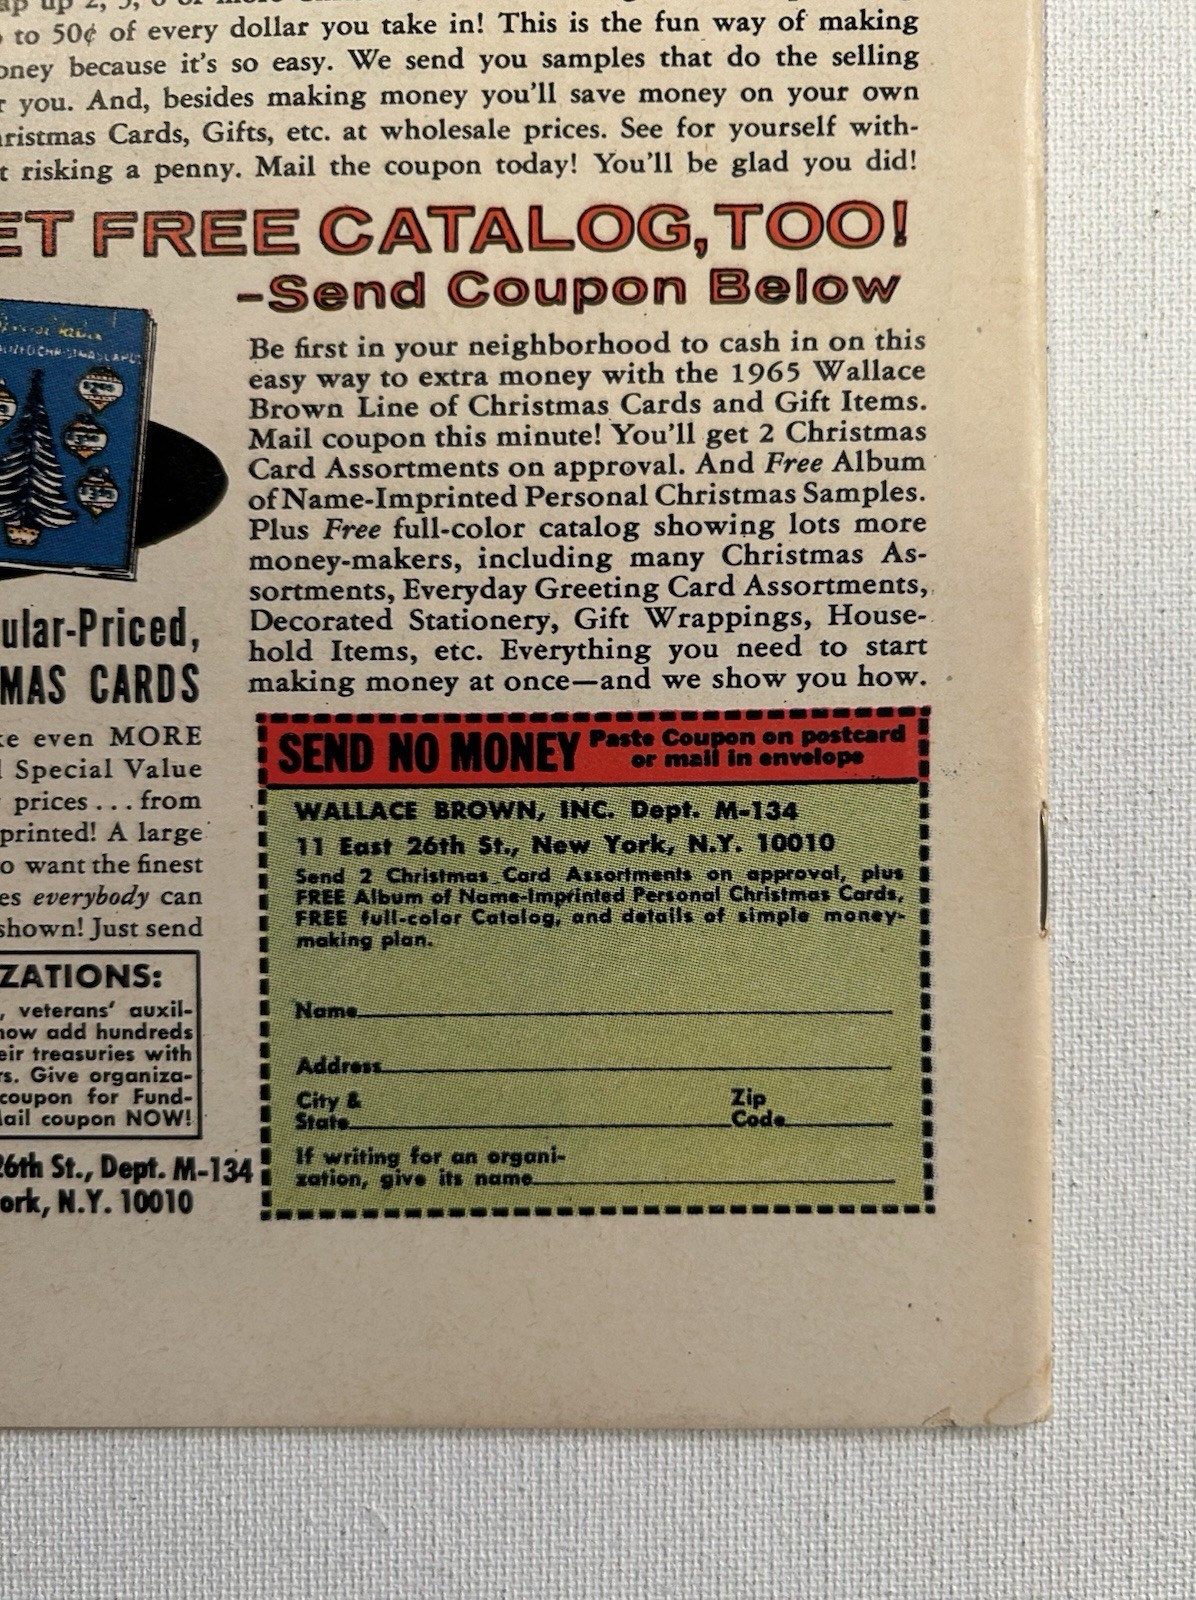 to 50¢ of every dollar you take in! This is the fun way of making
oney because it's so easy. We send you samples that do the selling
r you. And, besides making money you'll save money on your own
ristmas Cards, Gifts, etc. at wholesale prices. See for yourself with-
t risking a penny. Mail the coupon today! You'll be glad you did!
ET FREE CATALOG, TOO!
–Send Coupon Below
Be first in your neighborhood to cash in on this
easy way to extra money with the 1965 Wallace
Brown Line of Christmas Cards and Gift Items.
Mail coupon this minute! You'll get 2 Christmas
Card Assortments on approval. And Free Album
of Name-Imprinted Personal Christmas Samples.
Plus Free full-color catalog showing lots more
money-makers, including many Christmas As-
sortments, Everyday Greeting Card Assortments,
Decorated Stationery, Gift Wrappings, House-
hold Items, etc. Everything you need to start
making money at once—and we show you how.
ular-Priced,
MAS CARDS
ke even MORE
l Special Value
prices... from
printed! A large
o want the finest
es everybody can
shown! Just send
ZATIONS:
, veterans' auxil-
now add hundreds
eir treasuries with
rs. Give organiza-
coupon for Fund-
Mail coupon NOW!
26th St., Dept. M-134
ork, N.Y. 10010
SEND NO MONEY Paste Coupon on postcard
or mail in envelope
WALLACE BROWN, INC. Dept. M-134
11 East 26th St., New York, N.Y. 10010
Send 2 Christmas Card Assortments on approval, plus
FREE Album of Name-Imprinted Personal Christmas Cards,
FREE full-color Catalog, and details of simple money-
making plan.
Name
Address
City & Zip
State Code
If writing for an organi-
zation, give its name